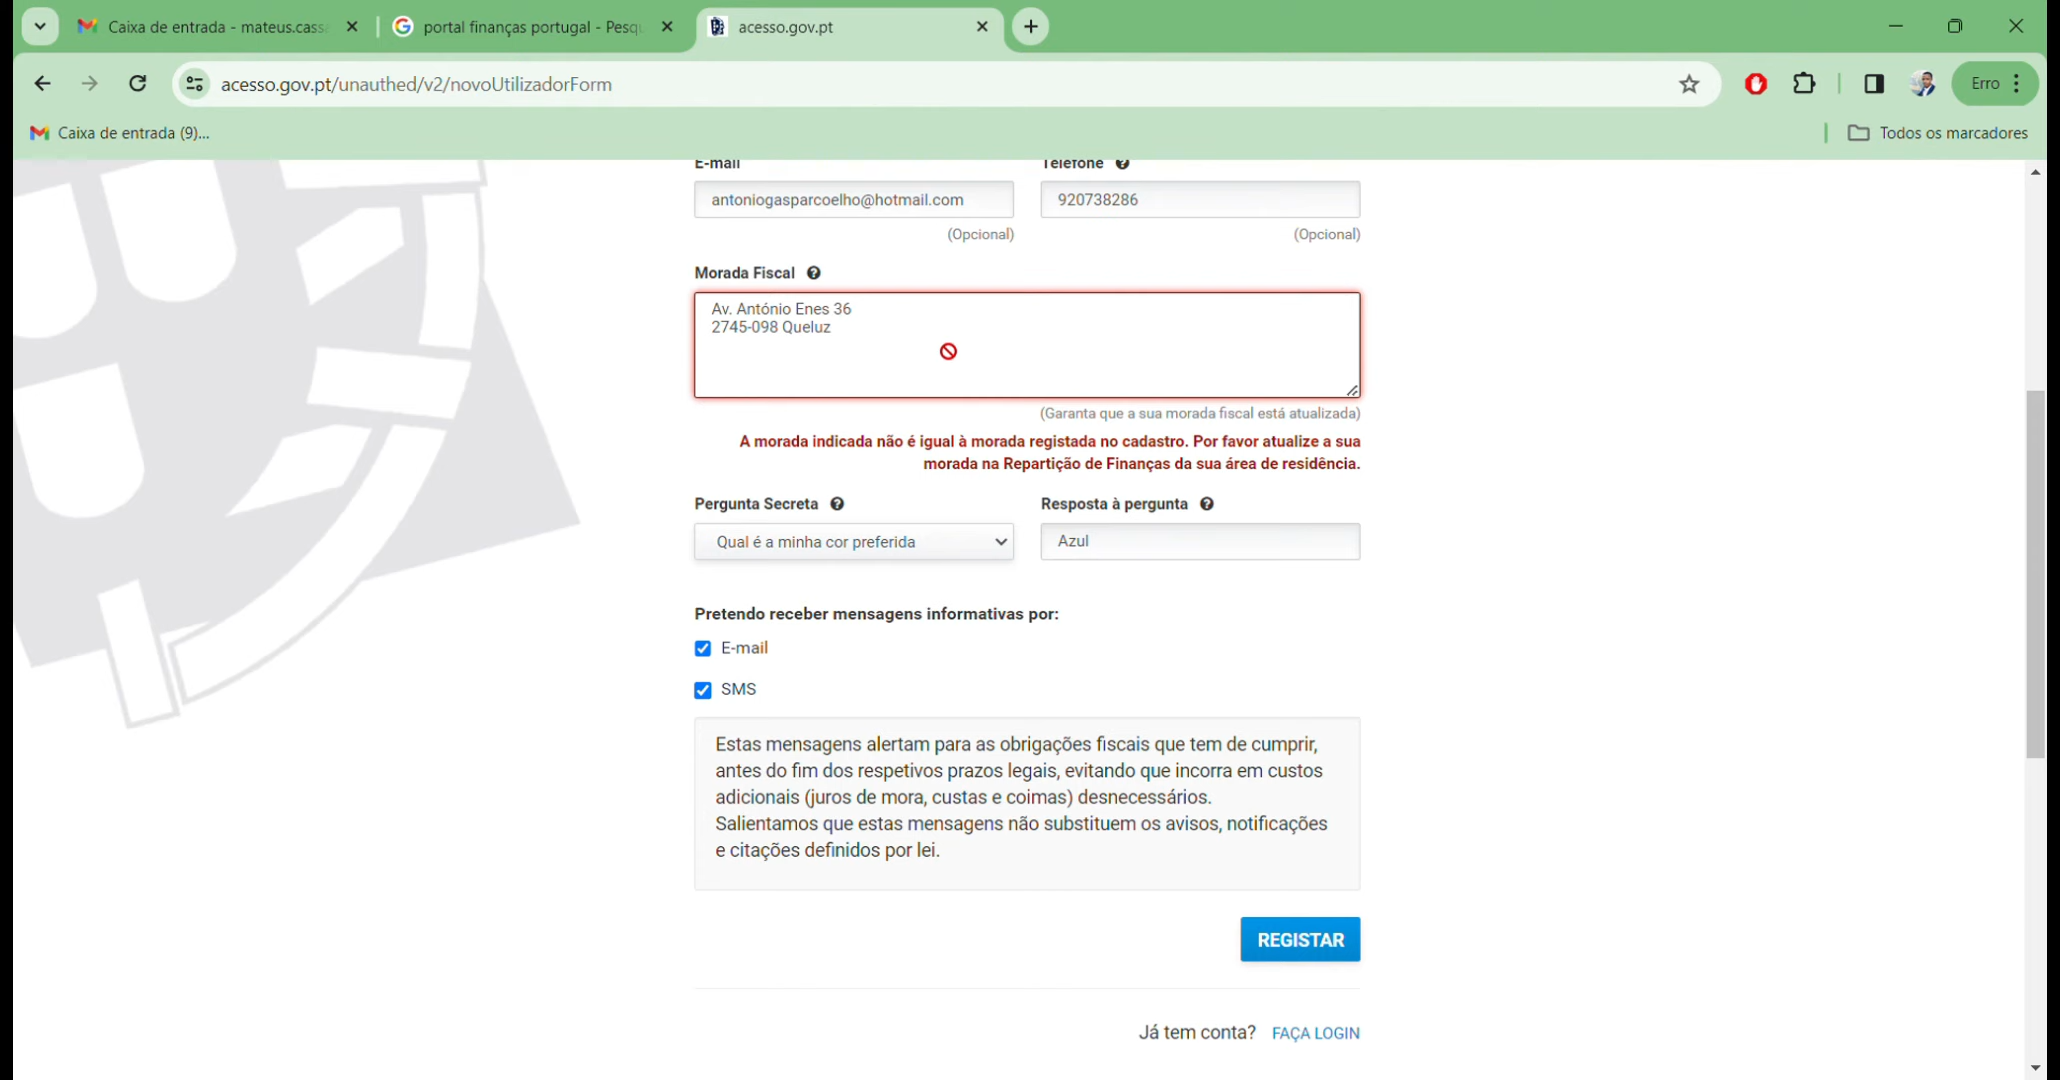 Caixa de entrada - mateus.cass
portal finanças portugal - Pesqu
acesso.gov.pt
acesso.gov.pt/unauthed/v2/novoUtilizadorForm
Erro
Caixa de entrada (9)...
Todos os marcadores
E-mail
Telefone
antoniogasparcoelho@hotmail.com
920738286
(Opcional)
(Opcional)
Morada Fiscal
Av. António Enes 36
2745-098 Queluz
(Garanta que a sua morada fiscal está atualizada)
A morada indicada não é igual à morada registada no cadastro. Por favor atualize a sua
morada na Repartição de Finanças da sua área de residência.
Pergunta Secreta
Resposta à pergunta
Qual é a minha cor preferida
Azul
Pretendo receber mensagens informativas por:
E-mail
SMS
Estas mensagens alertam para as obrigações fiscais que tem de cumprir,
antes do fim dos respetivos prazos legais, evitando que incorra em custos
adicionais (juros de mora, custas e coimas) desnecessários.
Salientamos que estas mensagens não substituem os avisos, notificações
e citações definidos por lei.
REGISTAR
Já tem conta? FAÇA LOGIN